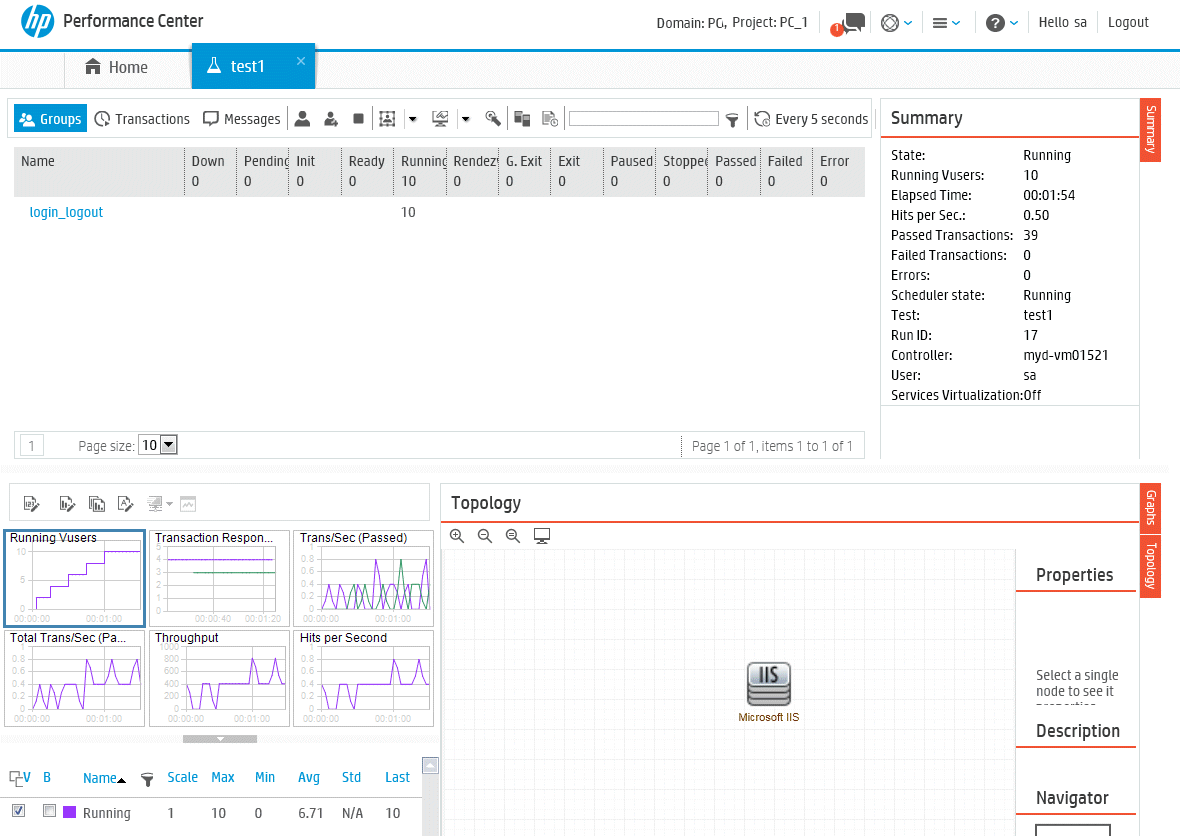 hp Performance Center
Domain: PC, Project: PC_1
1
?
Hello sa
Logout
Home
test1
Groups
Transactions
Messages
Every 5 seconds
Name Down Pending Init Ready Running Rendez G. Exit Exit Paused Stopped Passed Failed Error
0 0 0 0 10 0 0 0 0 0 0 0 0
login_logout 10
1 Page size: 10 Page 1 of 1, items 1 to 1 of 1
Summary
State: Running
Running Vusers: 10
Elapsed Time: 00:01:54
Hits per Sec.: 0.50
Passed Transactions: 39
Failed Transactions: 0
Errors: 0
Scheduler state: Running
Test: test1
Run ID: 17
Controller: myd-vm01521
User: sa
Services Virtualization:Off
Summary
Running Vusers
10
5
0
00:00:00 00:01:00
Transaction Respon...
5
4
3
2
1
0
00:00:40 00:01:20
Trans/Sec (Passed)
1
0.8
0.6
0.4
0.2
0
00:00:00 00:01:00
Total Trans/Sec (Pa...
1
0.8
0.6
0.4
0.2
0
00:00:00 00:01:00
Throughput
1000
800
600
400
200
0
00:00:00 00:01:00
Hits per Second
1
0.8
0.6
0.4
0.2
0
00:00:00 00:01:00
V B Name Scale Max Min Avg Std Last
Running 1 10 0 6.71 N/A 10
Topology
IIS
Microsoft IIS
Properties
Select a single
node to see it
Description
Navigator
Graphs
Topology